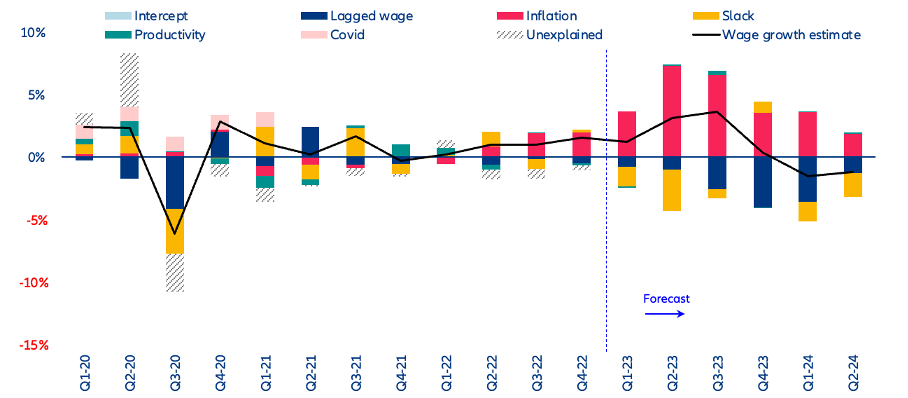 Intercept Lagged wage Inflation Slack
Productivity Covid Unexplained Wage growth estimate
10%
5%
0%
-5%
-10%
-15%
Forecast
Q1-20 Q2-20 Q3-20 Q4-20 Q1-21 Q2-21 Q3-21 Q4-21 Q1-22 Q2-22 Q3-22 Q4-22 Q1-23 Q2-23 Q3-23 Q4-23 Q1-24 Q2-24